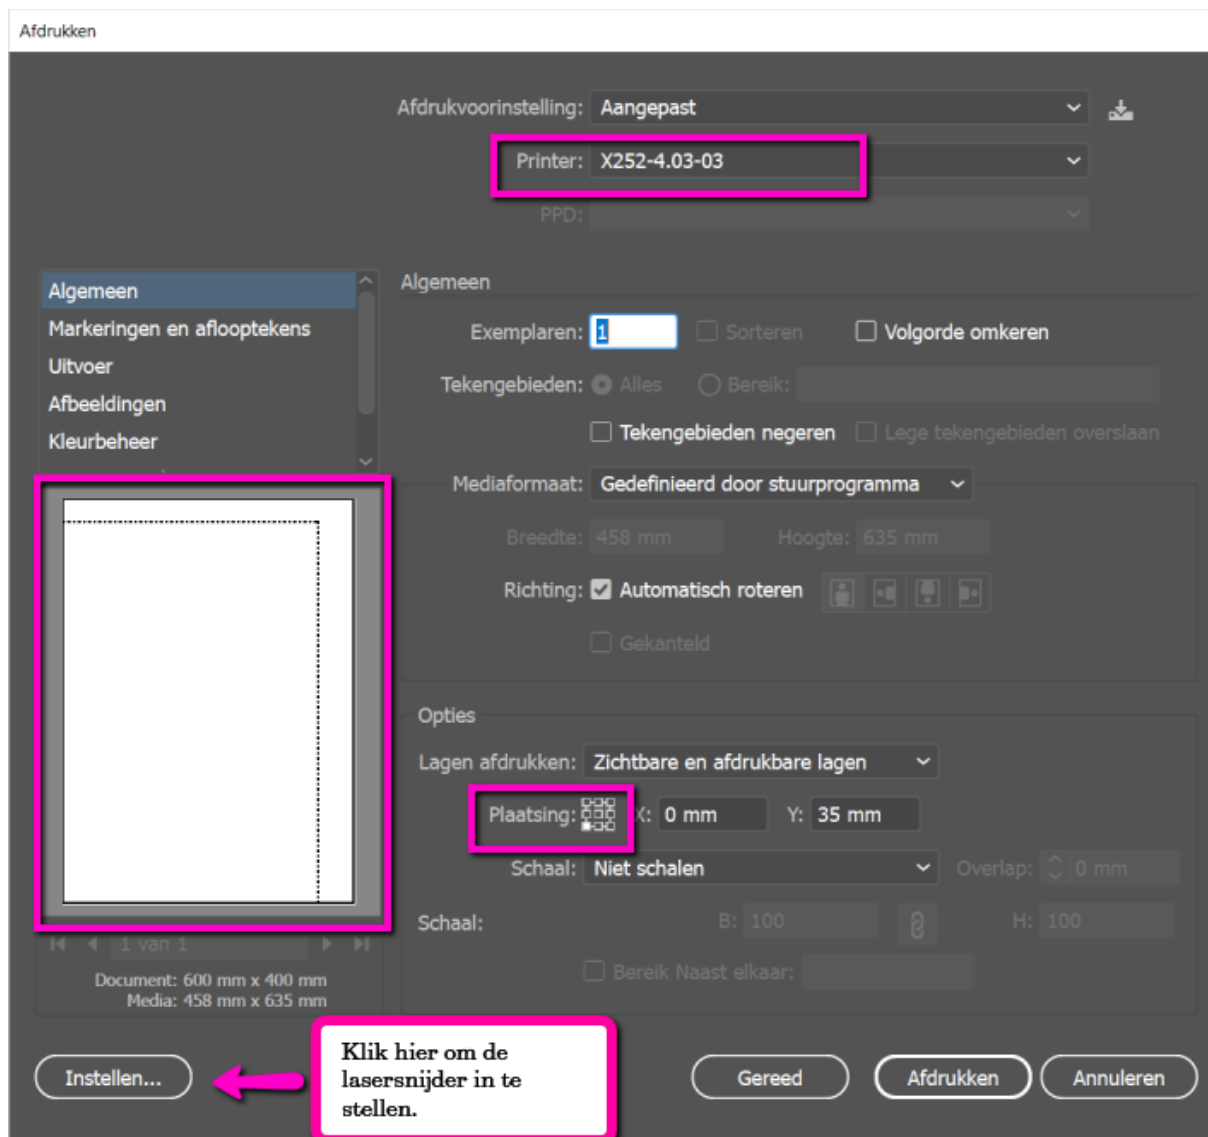 Afdrukken
Afdrukvoorinstelling: Aangepast
Printer: X252-4.03-03
PPD:
Algemeen
Markeringen en aflooptekens
Uitvoer
Afbeeldingen
Kleurbeheer
Algemeen
Exemplaren: 1 Sorteren Volgorde omkeren
Tekengebieden: Alles Bereik:
Tekengebieden negeren Lege tekengebieden overslaan
Mediaformaat: Gedefinieerd door stuurprogramma
Breedte: 458 mm Hoogte: 635 mm
Richting: Automatisch roteren
Gekanteld
Opties
Lagen afdrukken: Zichtbare en afdrukbare lagen
Plaatsing: X: 0 mm Y: 35 mm
Schaal: Niet schalen Overlap: 0 mm
Schaal: B: 100 H: 100
Bereik Naast elkaar:
1 van 1
Document: 600 mm x 400 mm
Media: 458 mm x 635 mm
Instellen...
Klik hier om de
lasersnijder in te
stellen.
Gereed Afdrukken Annuleren